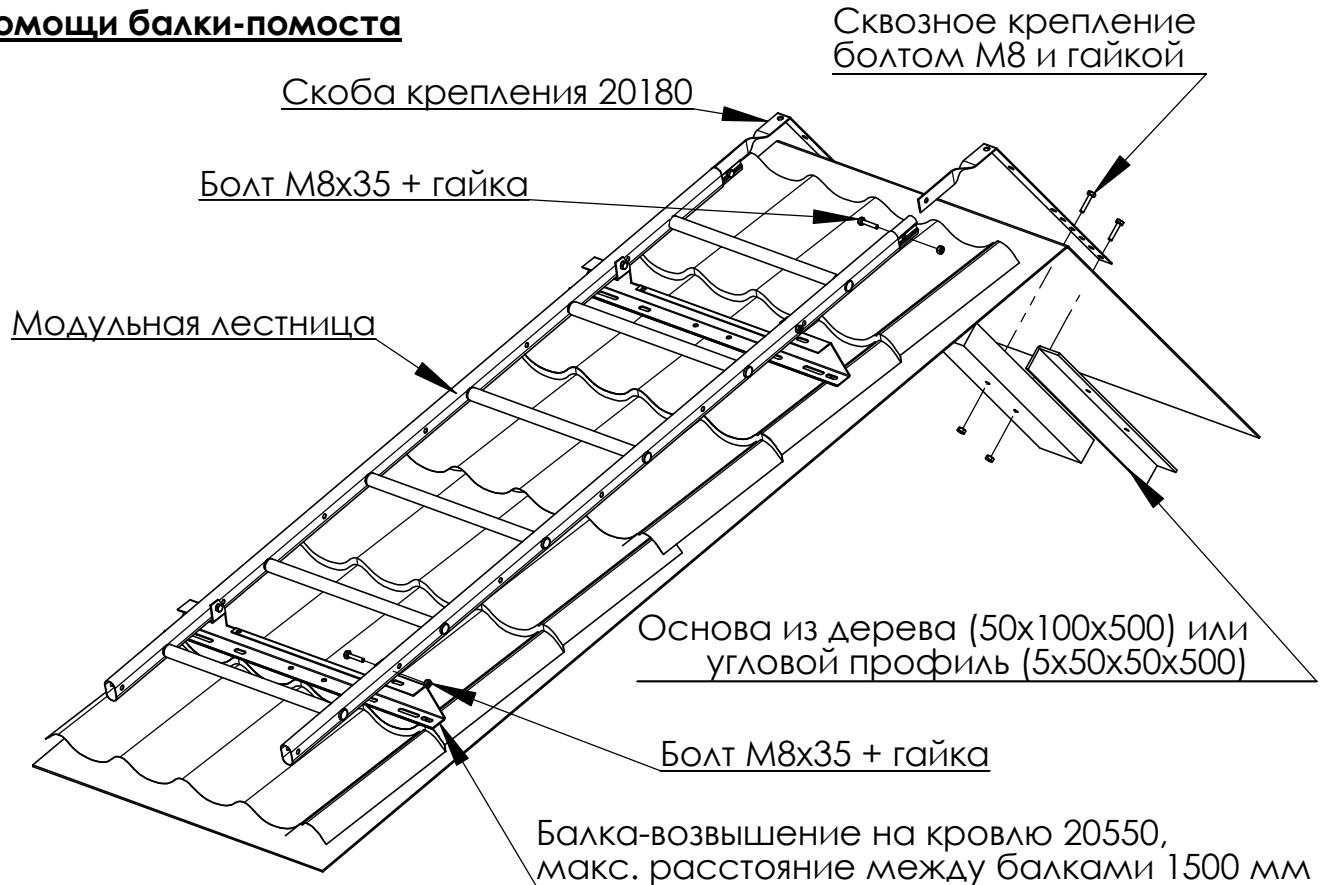 омощи балки-помоста
Сквозное крепление
болтом М8 и гайкой
Скоба крепления 20180
Болт М8х35 + гайка
Модульная лестница
Основа из дерева (50х100х500) или
угловой профиль (5х50х50х500)
Болт М8х35 + гайка
Балка-возвышение на кровлю 20550,
макс. расстояние между балками 1500 мм